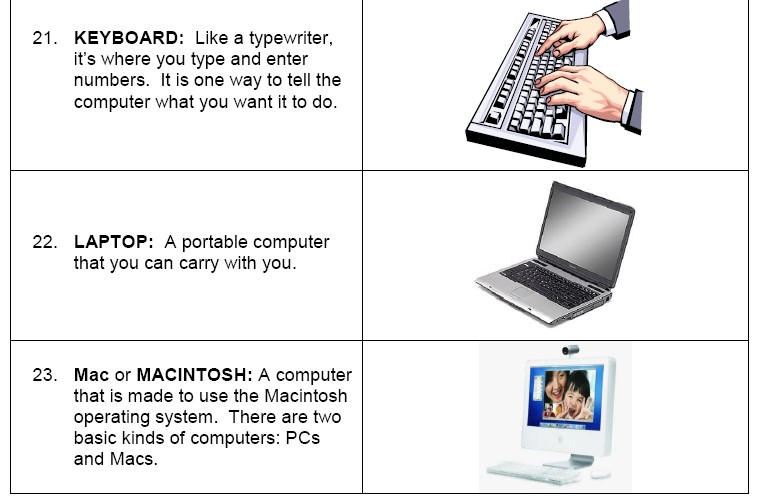 21. KEYBOARD: Like a typewriter,
it's where you type and enter
numbers. It is one way to tell the
computer what you want it to do.
22. LAPTOP: A portable computer
that you can carry with you.
23. Mac or MACINTOSH: A computer
that is made to use the Macintosh
operating system. There are two
basic kinds of computers: PCs
and Macs.